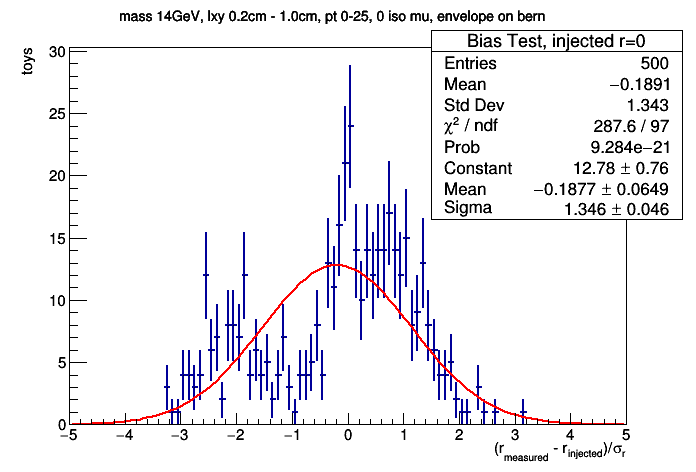 mass 14GeV, lxy 0.2cm - 1.0cm, pt 0-25, 0 iso mu, envelope on bern
Bias Test, injected r=0
Entries 500
Mean −0.1891
Std Dev 1.343
χ² / ndf 287.6 / 97
Prob 9.284e−21
Constant 12.78 ± 0.76
Mean −0.1877 ± 0.0649
Sigma 1.346 ± 0.046
toys
30
25
20
15
10
5
0
−5 −4 −3 −2 −1 0 1 2 3 4 5
(r_measured - r_injected)/σ_r